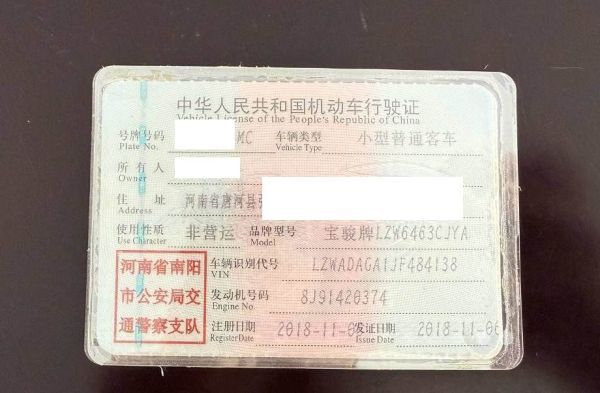 中华人民共和国机动车行驶证
Vehicle License of the People's Republic of China
号牌号码 MC 车辆类型 小型普通客车
Plate No. Vehicle Type
所有人
Owner
住址 河南省唐河县
Address
使用性质 非营运 品牌型号 宝骏牌LZW6463CJYA
Use Character Model
河南省南阳
市公安局交
通警察支队
车辆识别代号 LZWADAGA1JF484138
VIN
发动机号码 8J91420374
Engine No.
注册日期 2018-11-06 发证日期 2018-11-06
Register Date Issue Date